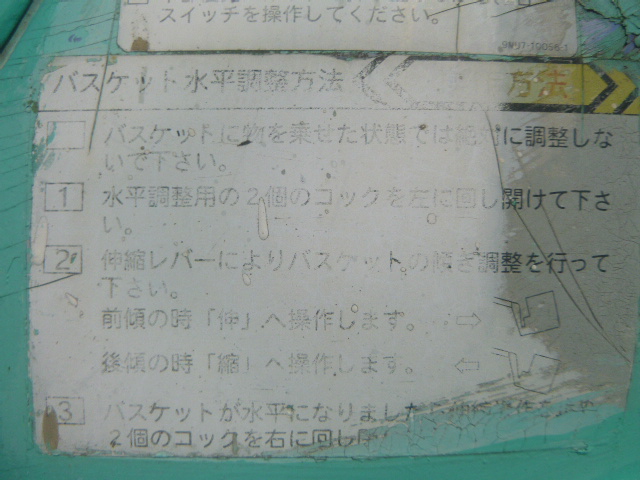 スイッチを操作してください。
バスケット水平調整方法
方法
バスケットに物を乗せた状態では絶対に調整しな
いで下さい。
1 水平調整用の2個のコックを左に回し開けて下さ
い。
2 伸縮レバーによりバスケットの傾き調整を行って
下さい。
前傾の時「伸」へ操作します。 ⇨
後傾の時「縮」へ操作します。 ⇦
3 バスケットが水平になりました
2個のコックを右に回し